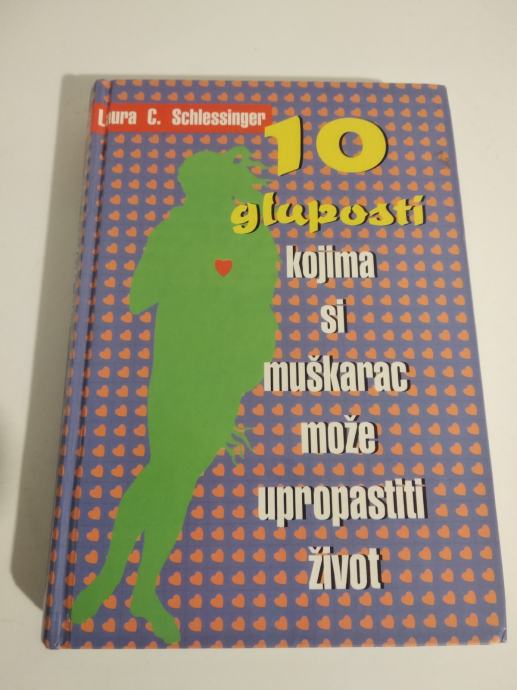 Laura C. Schlessinger
10
gluposti
kojima
si
muškarac
može
upropastiti
život